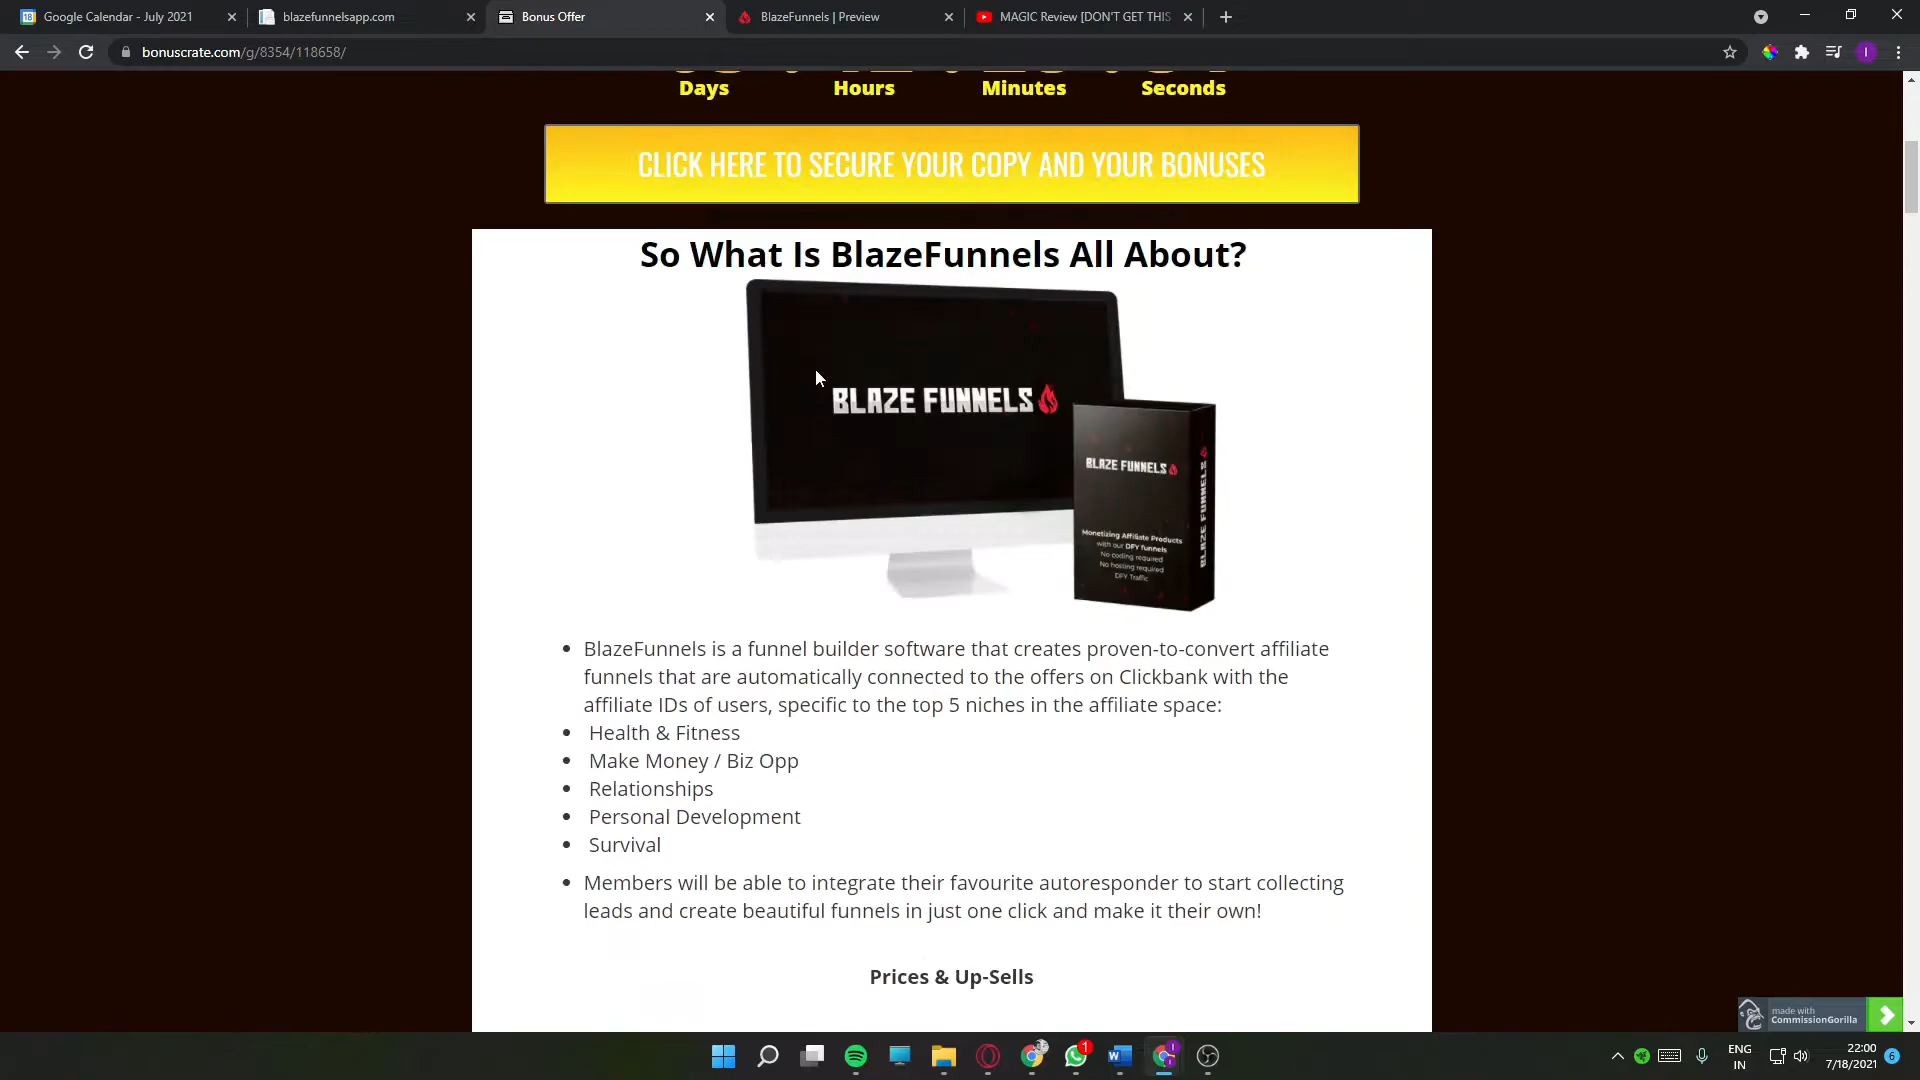 Google Calendar - July 2021
blazefunnelsapp.com
Bonus Offer
BlazeFunnels | Preview
MAGIC Review [DON'T GET THIS
bonuscrate.com/g/8354/118658/
I
Days
Hours
Minutes
Seconds
CLICK HERE TO SECURE YOUR COPY AND YOUR BONUSES
So What Is BlazeFunnels All About?
BLAZE FUNNELS
BLAZE FUNNELS
BLAZE FUNNELS
Monetizing Affiliate Products
with our DFY funnels
No coding required
No hosting required
DFY Traffic
• BlazeFunnels is a funnel builder software that creates proven-to-convert affiliate
funnels that are automatically connected to the offers on Clickbank with the
affiliate IDs of users, specific to the top 5 niches in the affiliate space:
• Health & Fitness
• Make Money / Biz Opp
• Relationships
• Personal Development
• Survival
• Members will be able to integrate their favourite autoresponder to start collecting
leads and create beautiful funnels in just one click and make it their own!
Prices & Up-Sells
made with
CommissionGorilla
1
ENG
IN
22:00
7/18/2021
6